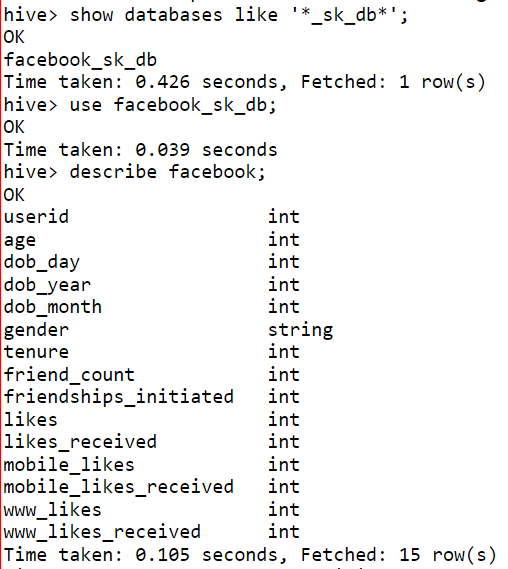 hive> show databases like '*_sk_db*';
OK
facebook_sk_db
Time taken: 0.426 seconds, Fetched: 1 row(s)
hive> use facebook_sk_db;
OK
Time taken: 0.039 seconds
hive> describe facebook;
OK
userid int
age int
dob_day int
dob_year int
dob_month int
gender string
tenure int
friend_count int
friendships_initiated int
likes int
likes_received int
mobile_likes int
mobile_likes_received int
www_likes int
www_likes_received int
Time taken: 0.105 seconds, Fetched: 15 row(s)